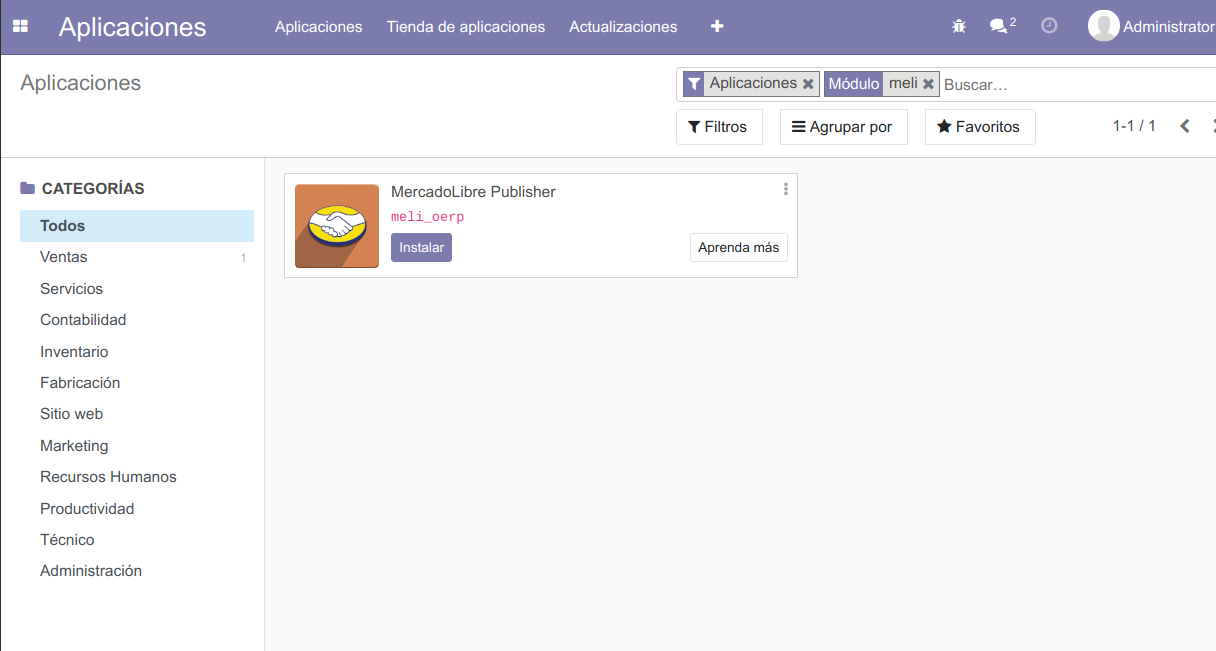 Aplicaciones Aplicaciones Tienda de aplicaciones Actualizaciones 2 Administrator
Aplicaciones
Aplicaciones Módulo meli Buscar…
Filtros Agrupar por Favoritos 1-1 / 1
CATEGORÍAS
Todos
Ventas 1
Servicios
Contabilidad
Inventario
Fabricación
Sitio web
Marketing
Recursos Humanos
Productividad
Técnico
Administración
MercadoLibre Publisher
meli_oerp
Instalar Aprenda más